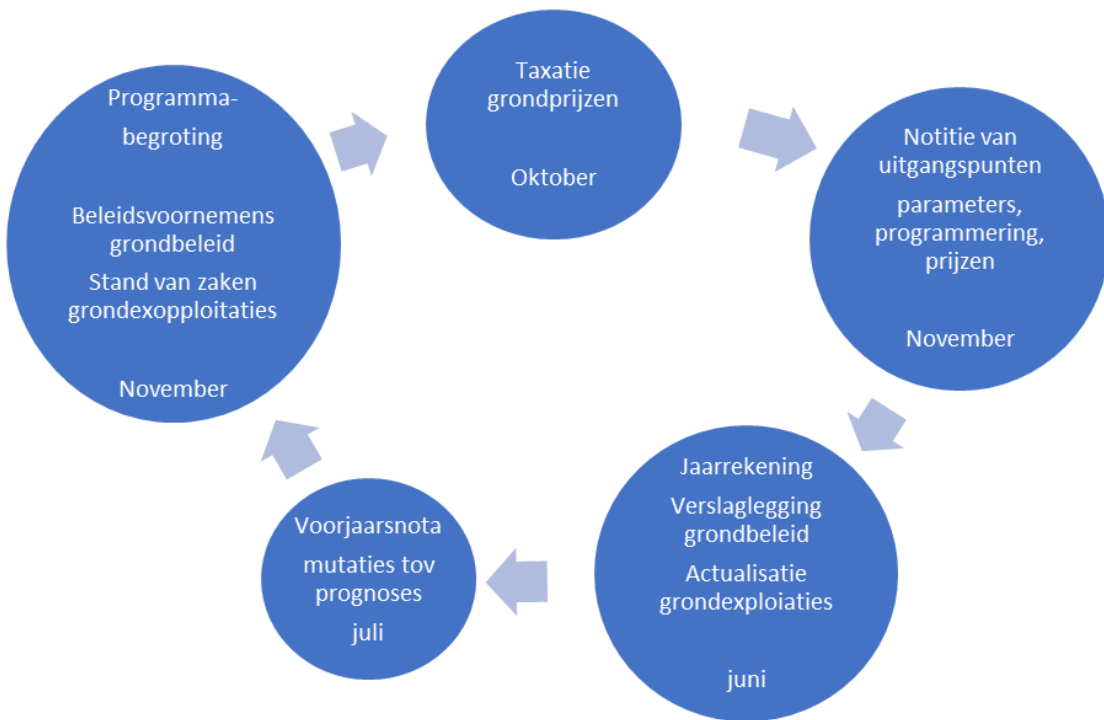 Taxatie
grondprijzen
Oktober
Notitie van
uitgangspunten
parameters,
programmering,
prijzen
November
Jaarrekening
Verslaglegging
grondbeleid
Actualisatie
grondexploiaties
juni
Voorjaarsnota
mutaties tov
prognoses
juli
Programma-
begroting
Beleidsvoornemens
grondbeleid
Stand van zaken
grondexopploitaties
November